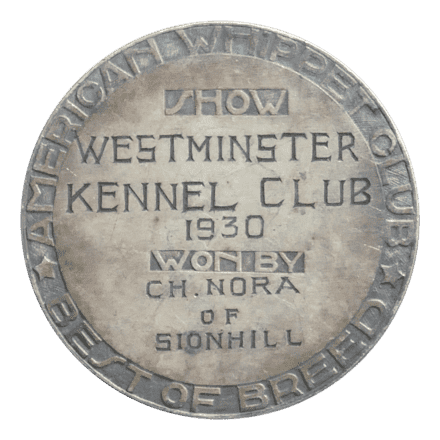 AMERICAN WHIPPET CLUB
SHOW
WESTMINSTER
KENNEL CLUB
1930
WON BY
CH. NORA
OF
SIONHILL
BEST OF BREED